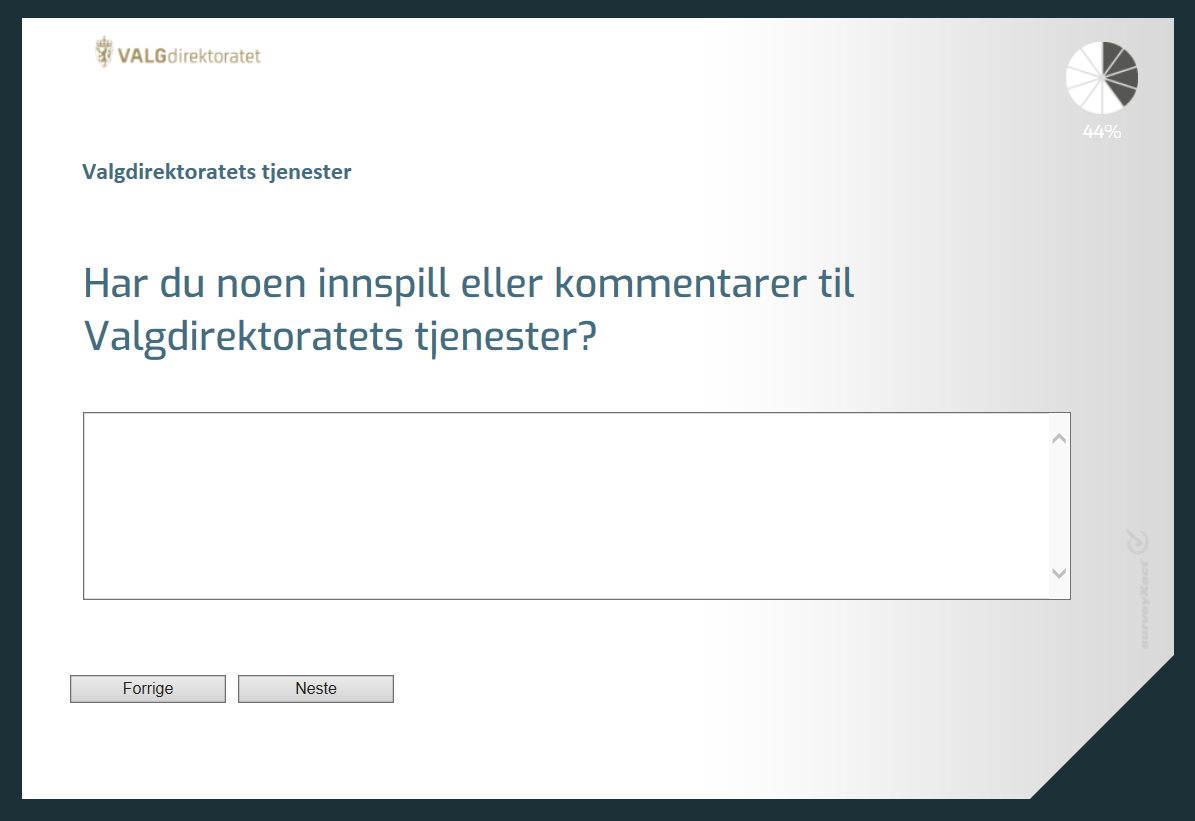 VALGdirektoratet
44%
Valgdirektoratets tjenester
Har du noen innspill eller kommentarer til
Valgdirektoratets tjenester?
surveyXact
Forrige
Neste